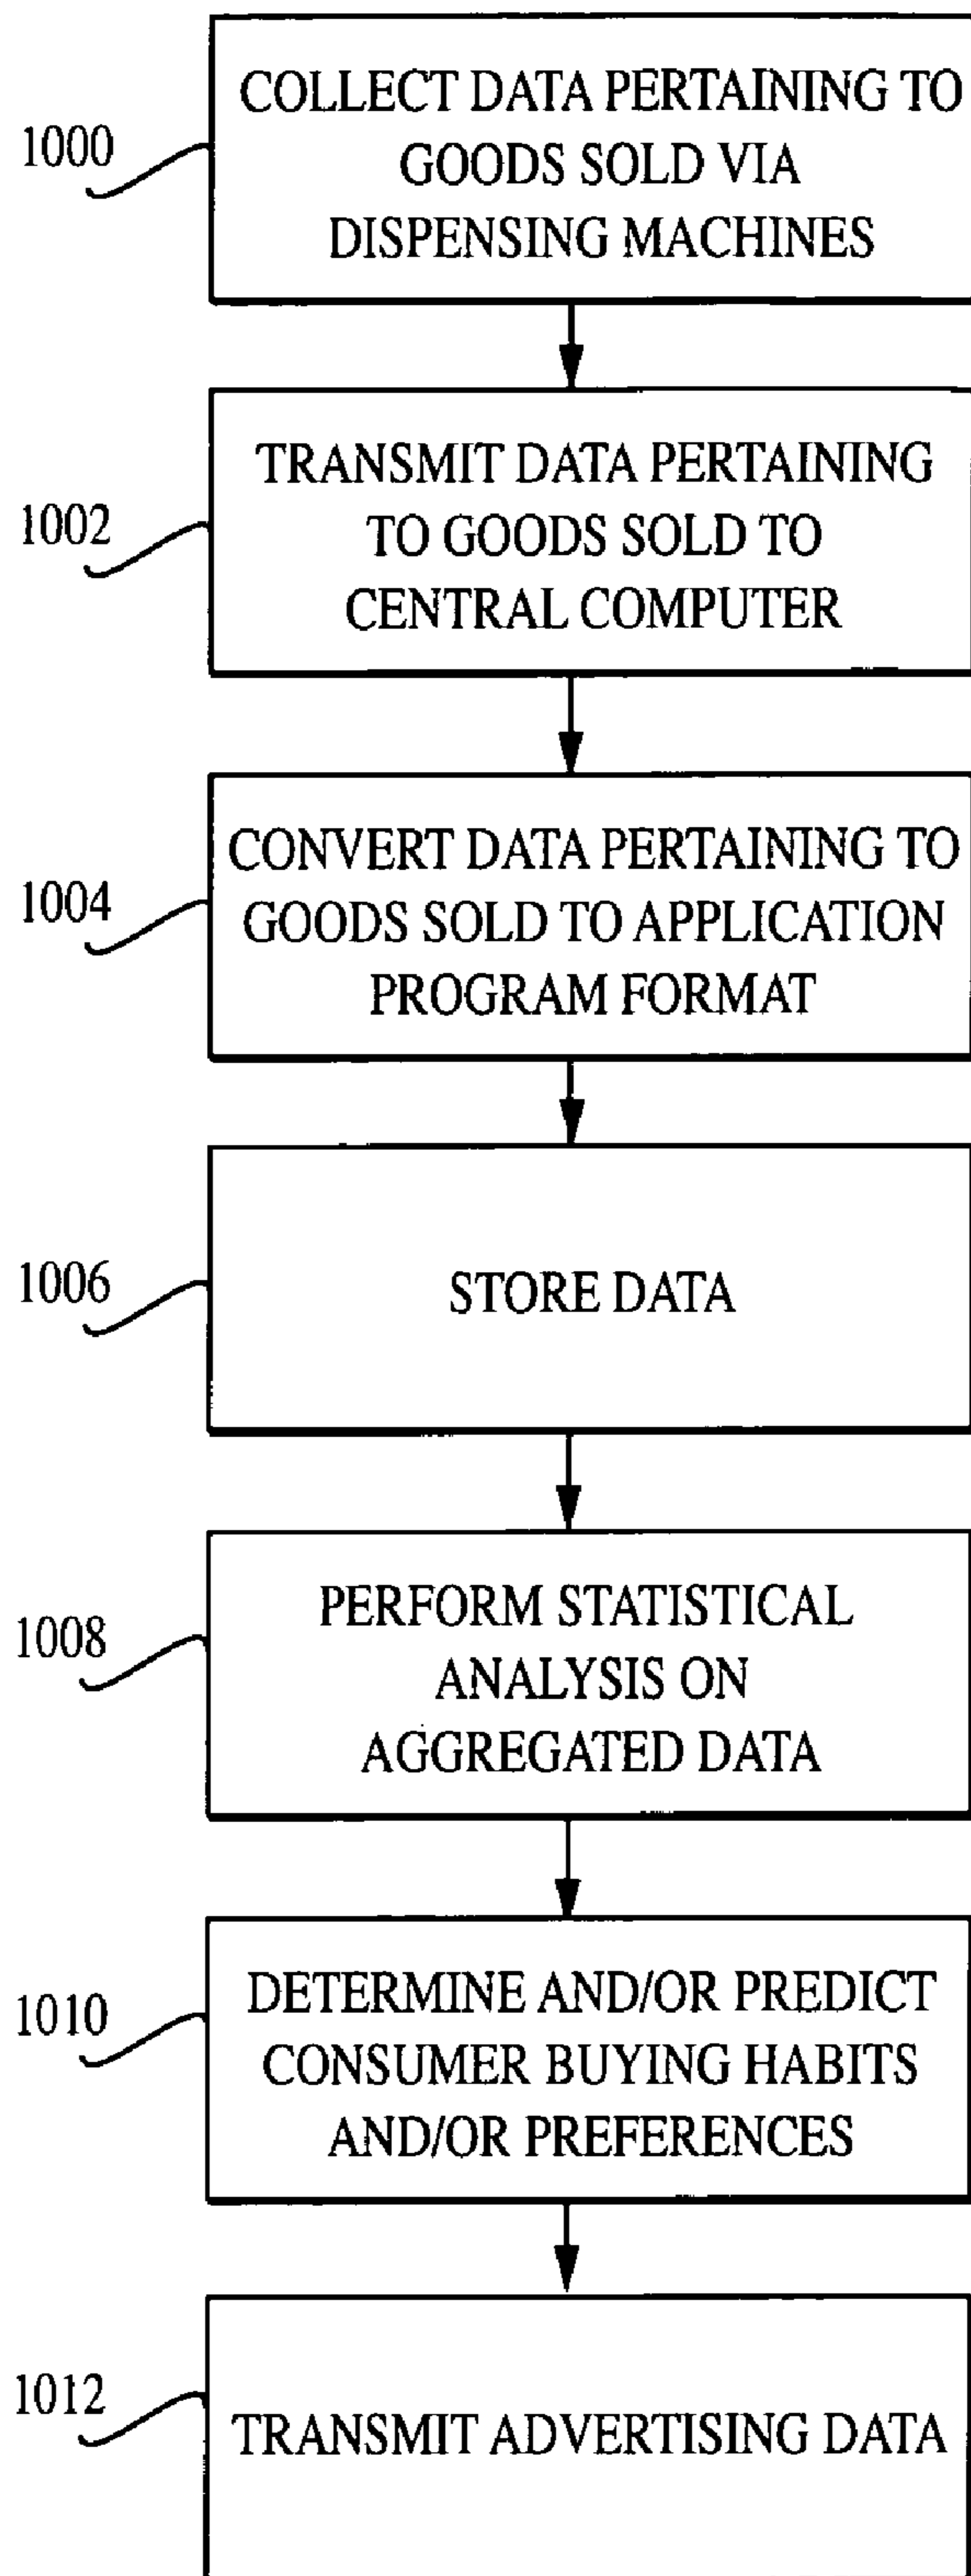 1000
COLLECT DATA PERTAINING TO
GOODS SOLD VIA
DISPENSING MACHINES
1002
TRANSMIT DATA PERTAINING
TO GOODS SOLD TO
CENTRAL COMPUTER
1004
CONVERT DATA PERTAINING TO
GOODS SOLD TO APPLICATION
PROGRAM FORMAT
1006
STORE DATA
1008
PERFORM STATISTICAL
ANALYSIS ON
AGGREGATED DATA
1010
DETERMINE AND/OR PREDICT
CONSUMER BUYING HABITS
AND/OR PREFERENCES
1012
TRANSMIT ADVERTISING DATA